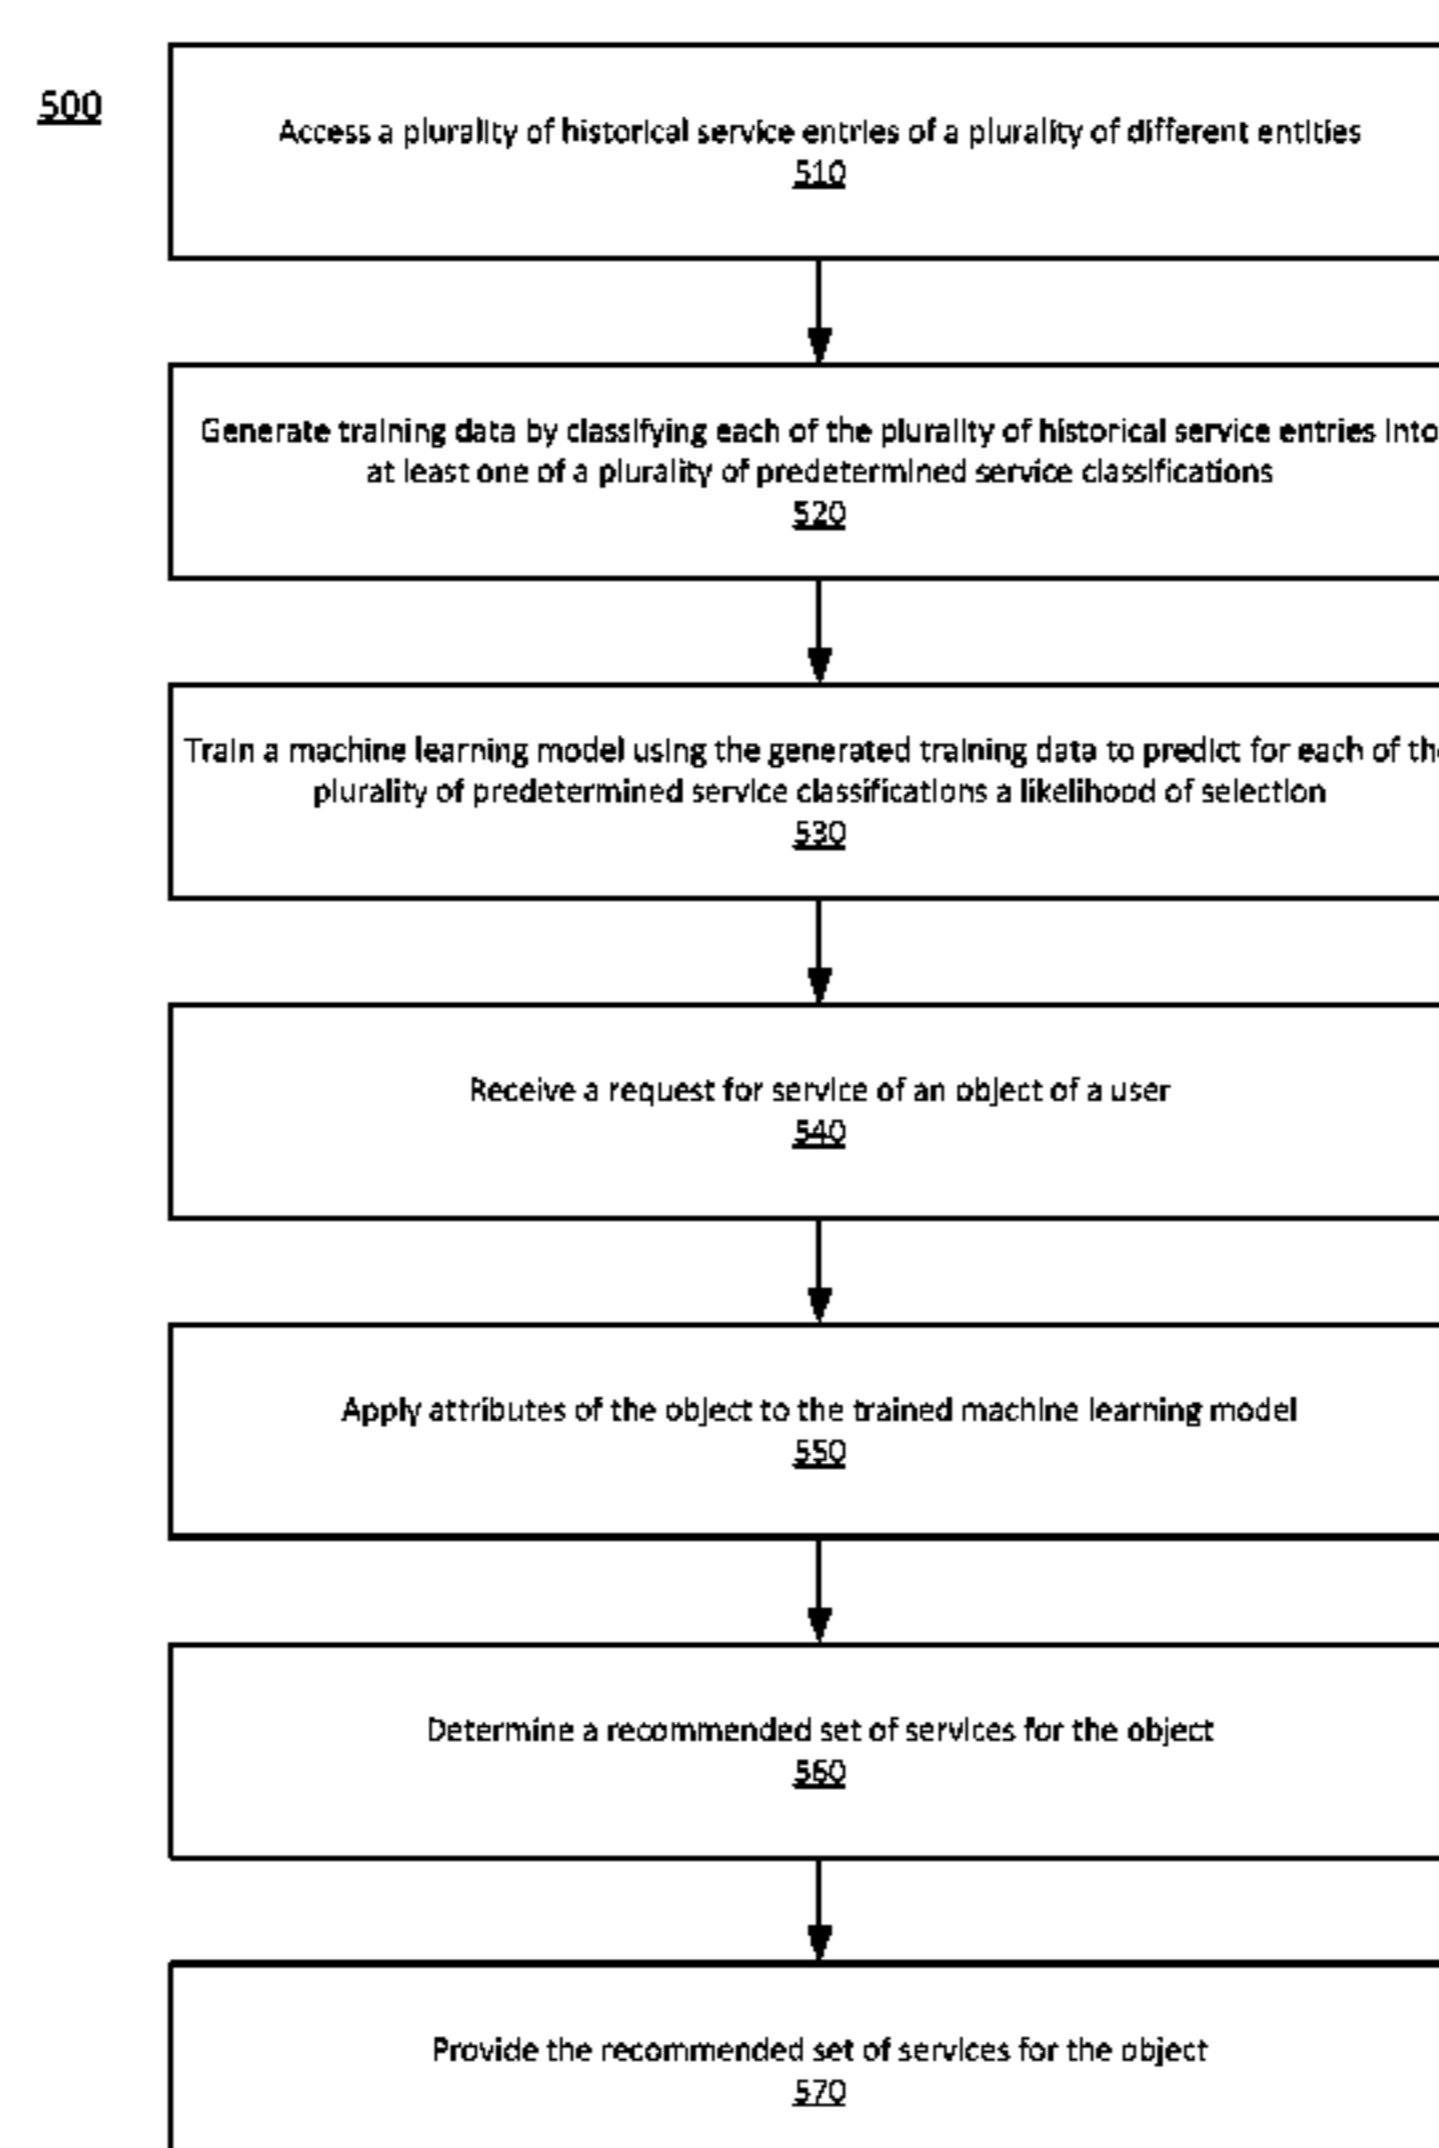 500
Access a plurality of historical service entries of a plurality of different entities
510
Generate training data by classifying each of the plurality of historical service entries into
at least one of a plurality of predetermined service classifications
520
Train a machine learning model using the generated training data to predict for each of the
plurality of predetermined service classifications a likelihood of selection
530
Receive a request for service of an object of a user
540
Apply attributes of the object to the trained machine learning model
550
Determine a recommended set of services for the object
560
Provide the recommended set of services for the object
570